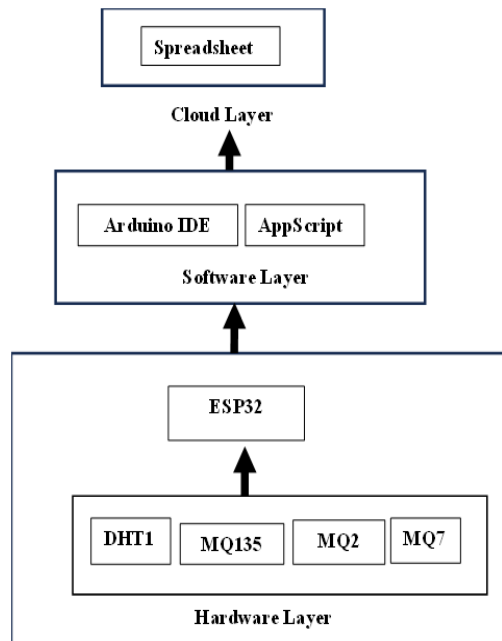 Spreadsheet
Cloud Layer
Arduino IDE AppScript
Software Layer
ESP32
DHT1 MQ135 MQ2 MQ7
Hardware Layer